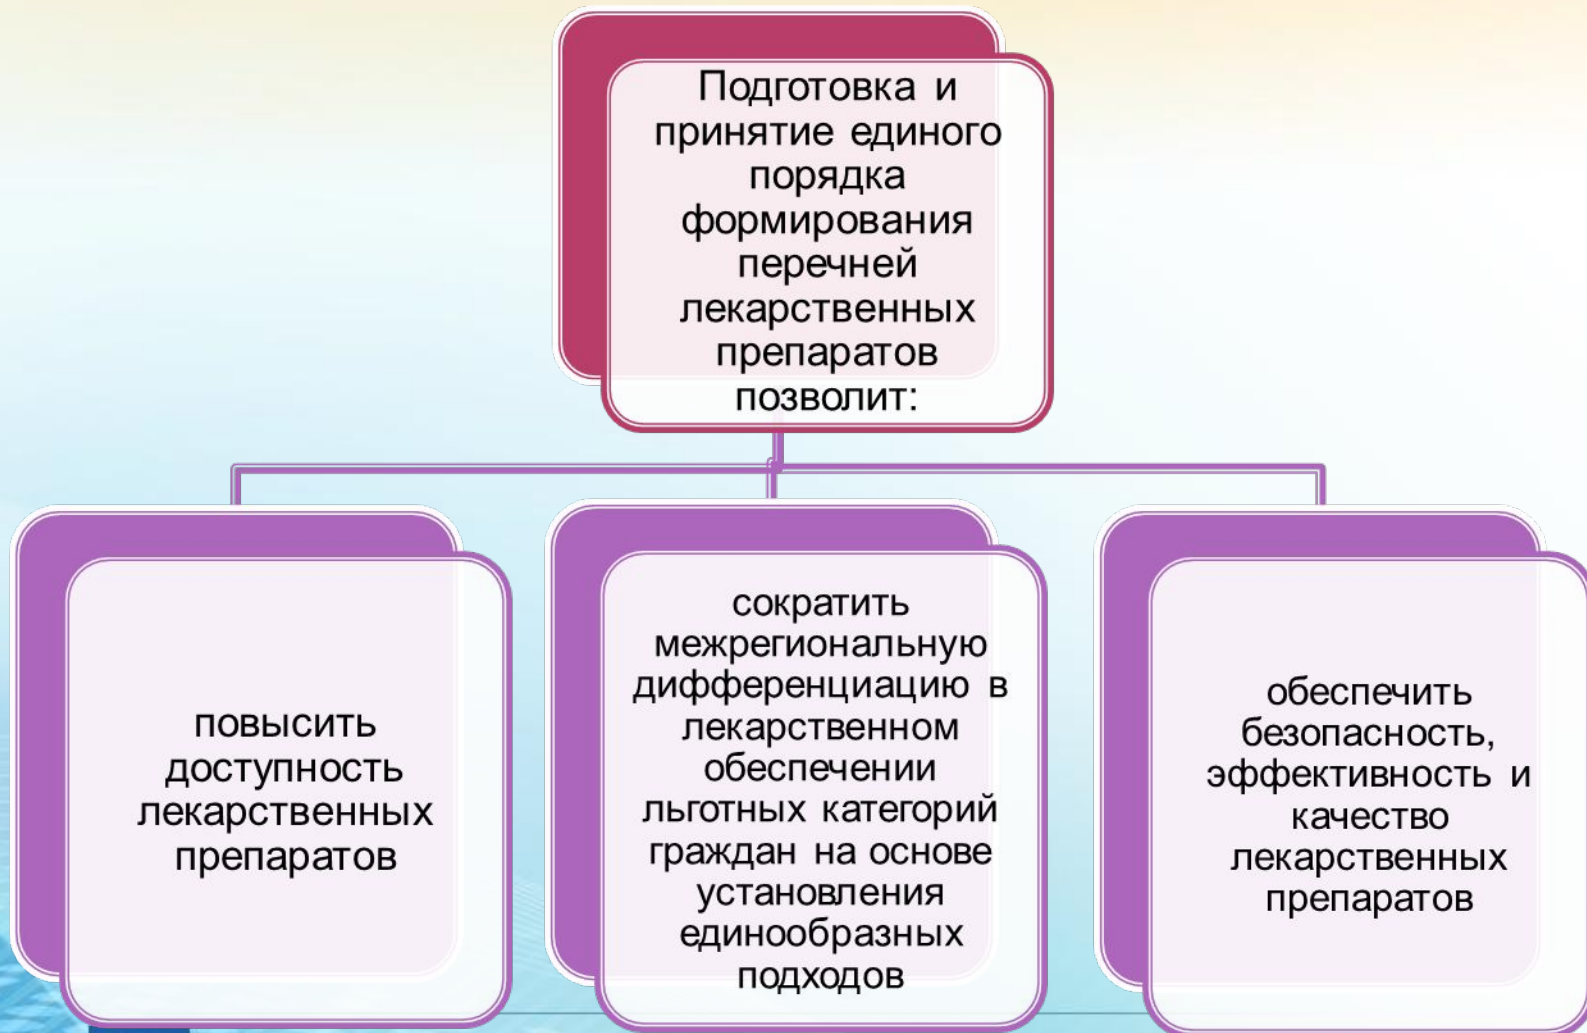 Подготовка и
принятие единого
порядка
формирования
перечней
лекарственных
препаратов
позволит:
повысить
доступность
лекарственных
препаратов
сократить
межрегиональную
дифференциацию в
лекарственном
обеспечении
льготных категорий
граждан на основе
установления
единообразных
подходов
обеспечить
безопасность,
эффективность и
качество
лекарственных
препаратов